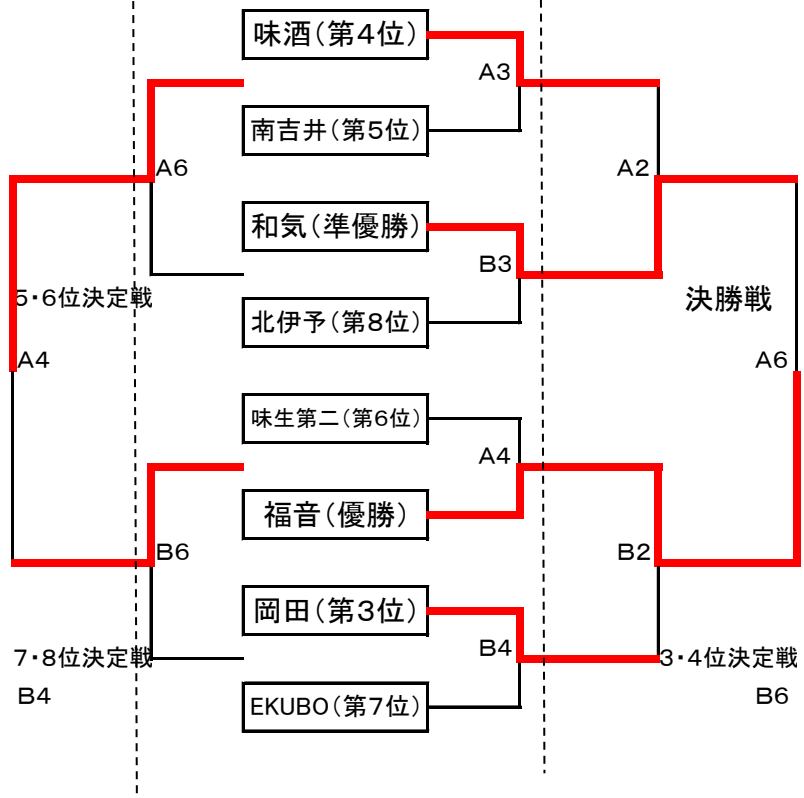 味酒(第4位)
A3
南吉井(第5位)
A6
A2
和気(準優勝)
B3
5・6位決定戦
決勝戦
北伊予(第8位)
A4
A6
味生第二(第6位)
A4
福音(優勝)
B6
B2
岡田(第3位)
B4
7・8位決定戦
3・4位決定戦
B4
B6
EKUBO(第7位)